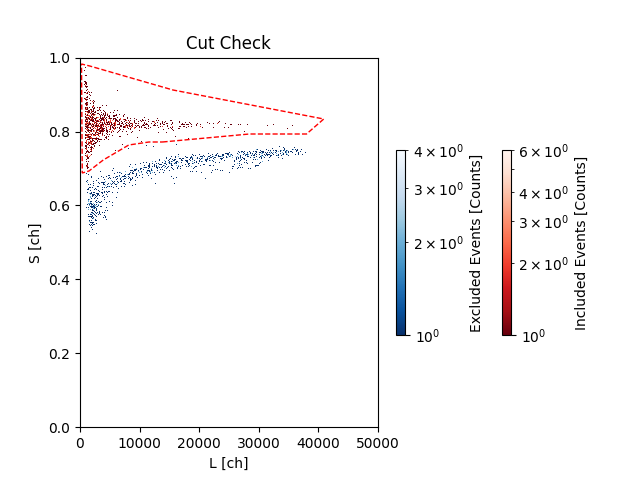 Cut Check
1.0
0.8
0.6
0.4
0.2
0.0
S [ch]
0 10000 20000 30000 40000 50000
L [ch]
4 × 10⁰
3 × 10⁰
2 × 10⁰
10⁰
Excluded Events [Counts]
6 × 10⁰
4 × 10⁰
3 × 10⁰
2 × 10⁰
10⁰
Included Events [Counts]